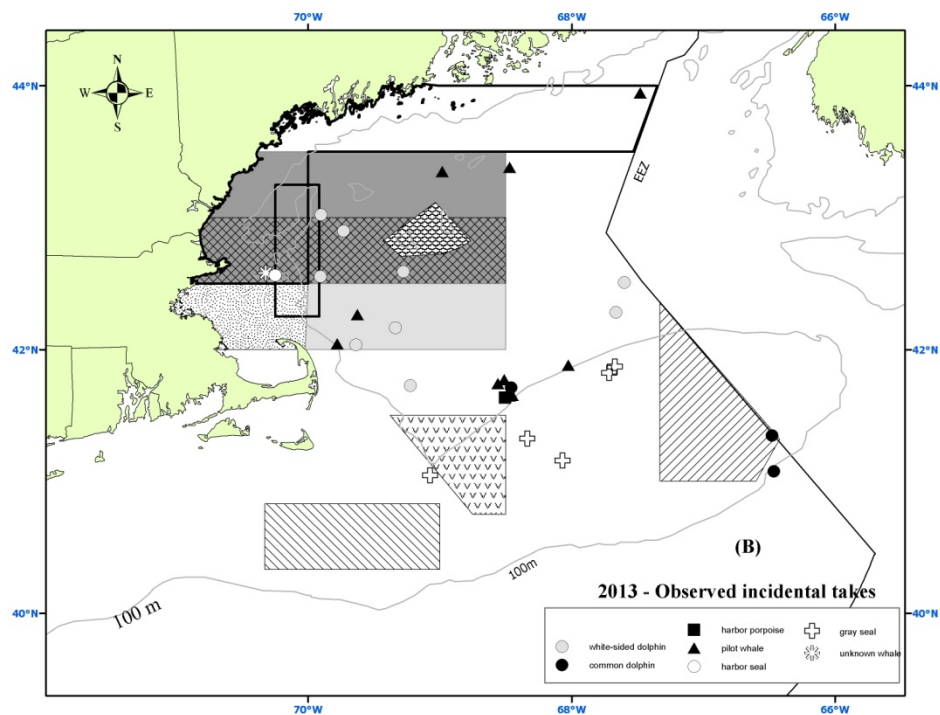 70°W 68°W 66°W
N
W E
S
44°N 44°N
EEZ
42°N 42°N
(B)
100m
100 m
2013 - Observed incidental takes
40°N 40°N
harbor porpoise gray seal
white-sided dolphin pilot whale unknown whale
common dolphin harbor seal
70°W 68°W 66°W